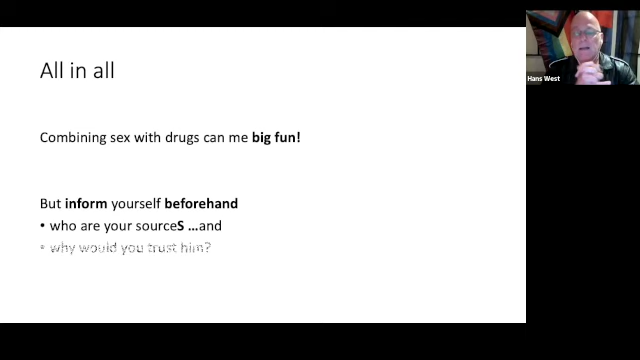 All in all
Hans West
Combining sex with drugs can me big fun!
But inform yourself beforehand
• who are your sourceS ...and
• why would you trust him?